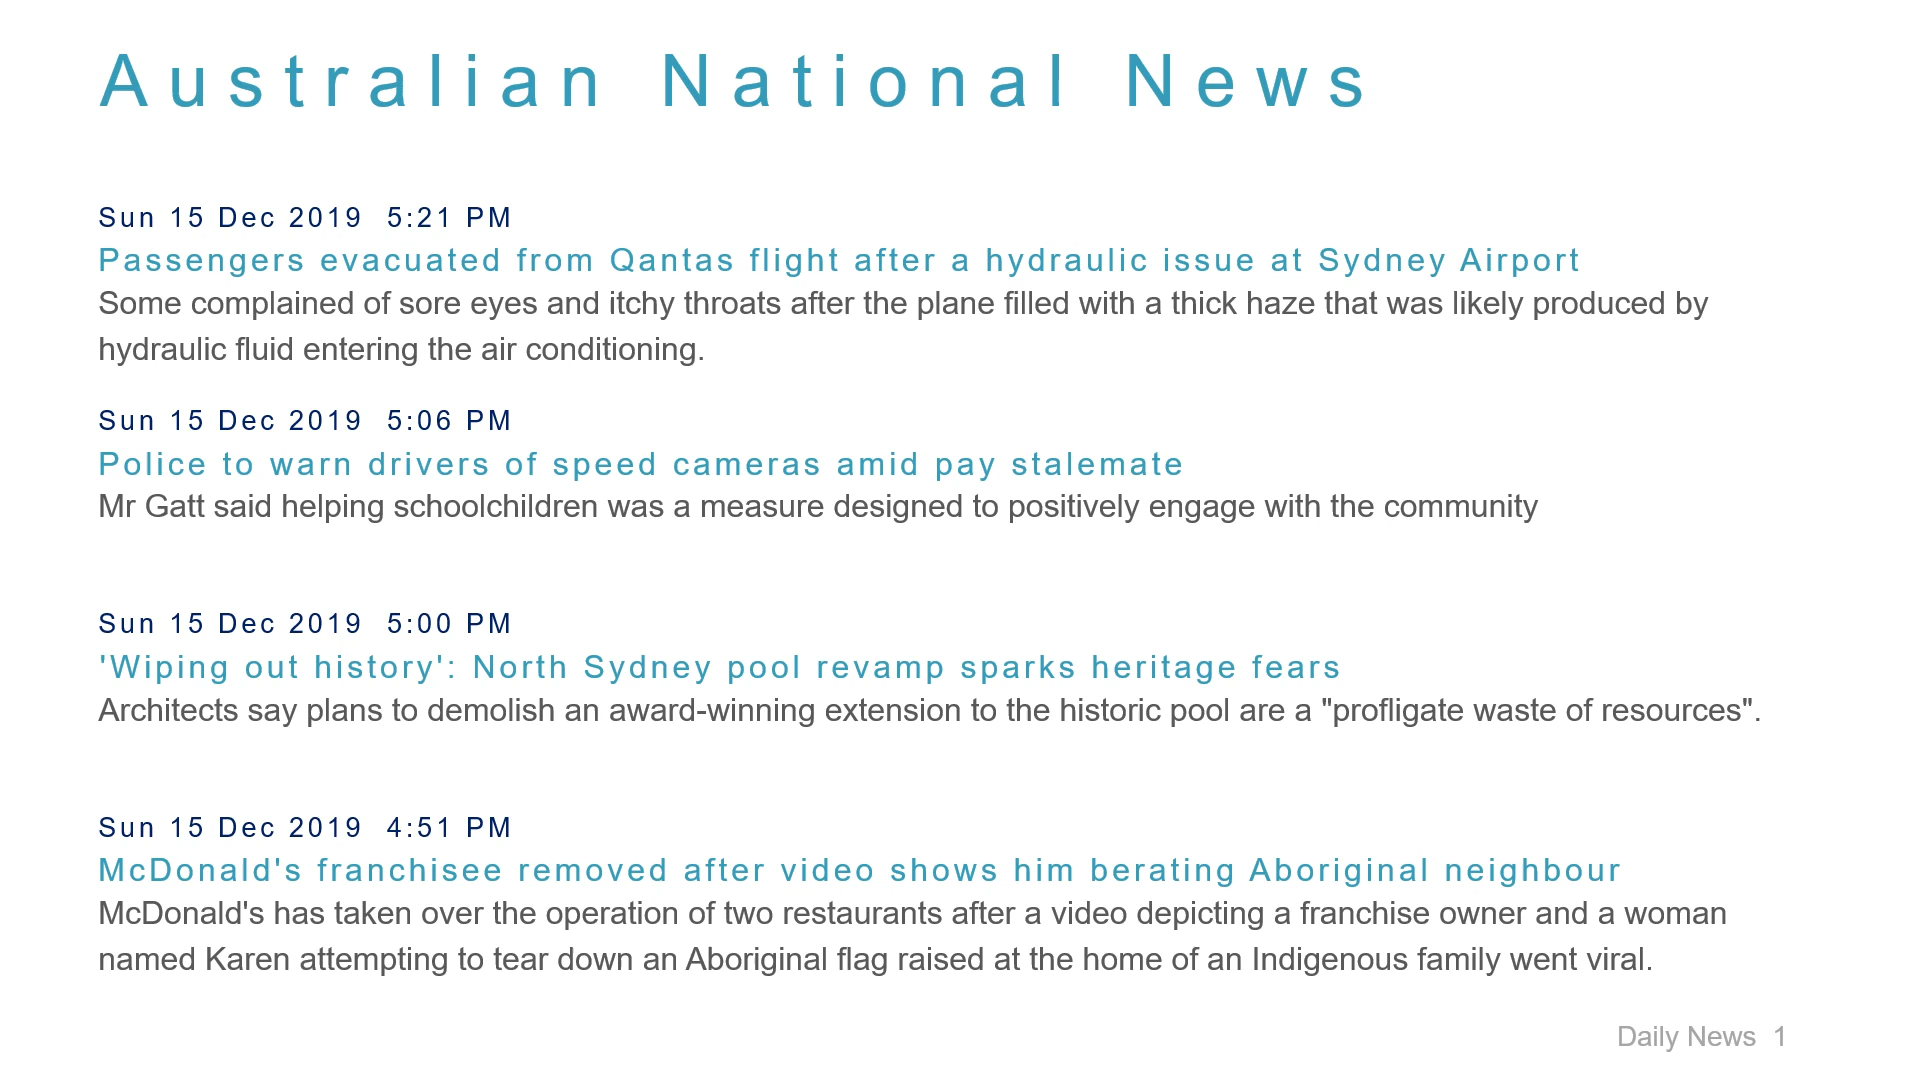 Australian National News
Sun 15 Dec 2019 5:21 PM
Passengers evacuated from Qantas flight after a hydraulic issue at Sydney Airport
Some complained of sore eyes and itchy throats after the plane filled with a thick haze that was likely produced by
hydraulic fluid entering the air conditioning.
Sun 15 Dec 2019 5:06 PM
Police to warn drivers of speed cameras amid pay stalemate
Mr Gatt said helping schoolchildren was a measure designed to positively engage with the community
Sun 15 Dec 2019 5:00 PM
'Wiping out history': North Sydney pool revamp sparks heritage fears
Architects say plans to demolish an award-winning extension to the historic pool are a "profligate waste of resources".
Sun 15 Dec 2019 4:51 PM
McDonald's franchisee removed after video shows him berating Aboriginal neighbour
McDonald's has taken over the operation of two restaurants after a video depicting a franchise owner and a woman
named Karen attempting to tear down an Aboriginal flag raised at the home of an Indigenous family went viral.
Daily News 1